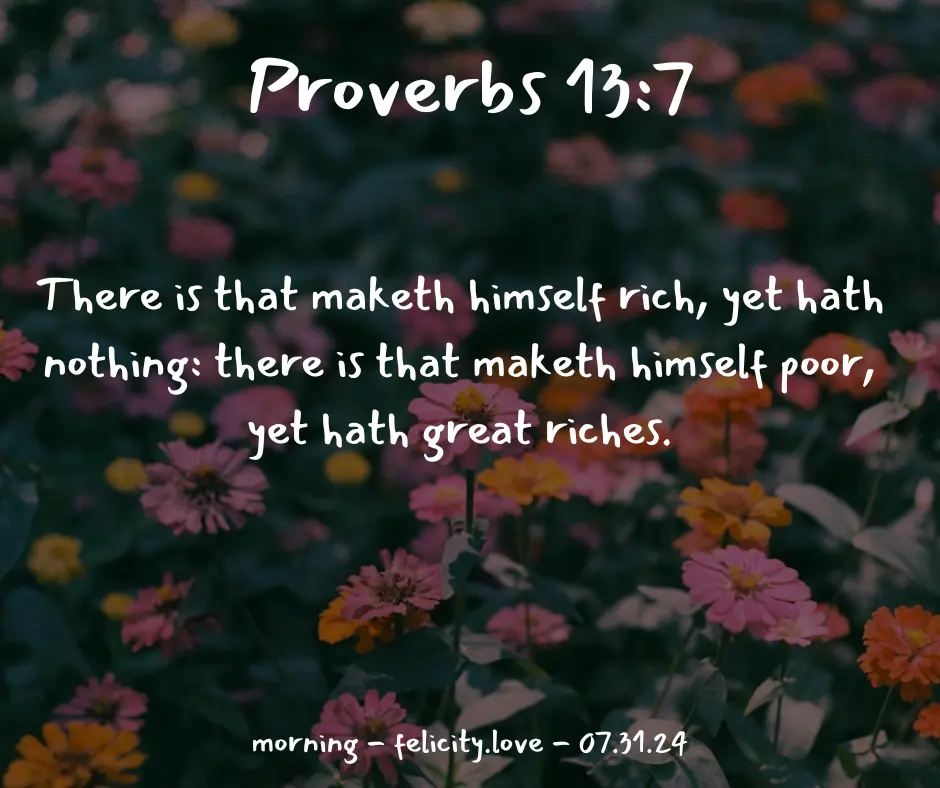 Proverbs 13:7
There is that maketh himself rich, yet hath
nothing: there is that maketh himself poor,
yet hath great riches.
morning - felicity.love - 07.31.24